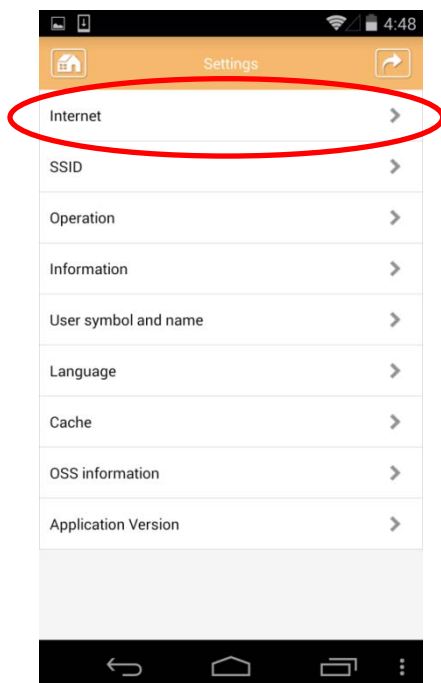 4:48
Settings
Internet
SSID
Operation
Information
User symbol and name
Language
Cache
OSS information
Application Version